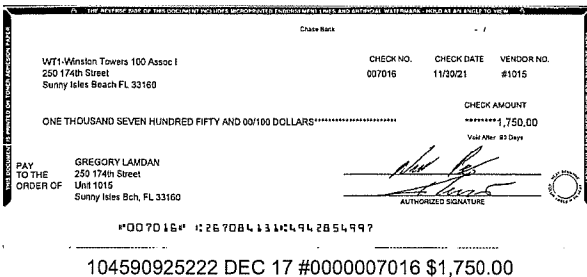 THE REVERSE SIDE OF THIS DOCUMENT INCLUDES MICROPRINTED ENDORSEMENT LINES AND ARTIFICIAL WATERMARK - HOLD AT AN ANGLE TO VIEW
THIS DOCUMENT IS PRINTED ON TONER ADHESION PAPER
Chase Bank
WT1-Winston Towers 100 Assoc I
250 174th Street
Sunny Isles Beach FL 33160
CHECK NO. CHECK DATE VENDOR NO.
007016 11/30/21 #1015
CHECK AMOUNT
ONE THOUSAND SEVEN HUNDRED FIFTY AND 00/100 DOLLARS************************ ********1,750.00
Void After 90 Days
PAY TO THE ORDER OF
GREGORY LAMDAN
250 174th Street
Unit 1015
Sunny Isles Bch, FL 33160
AUTHORIZED SIGNATURE
⑈007016⑈ ⑆267084131⑆4942854997
104590925222 DEC 17 #0000007016 $1,750.00